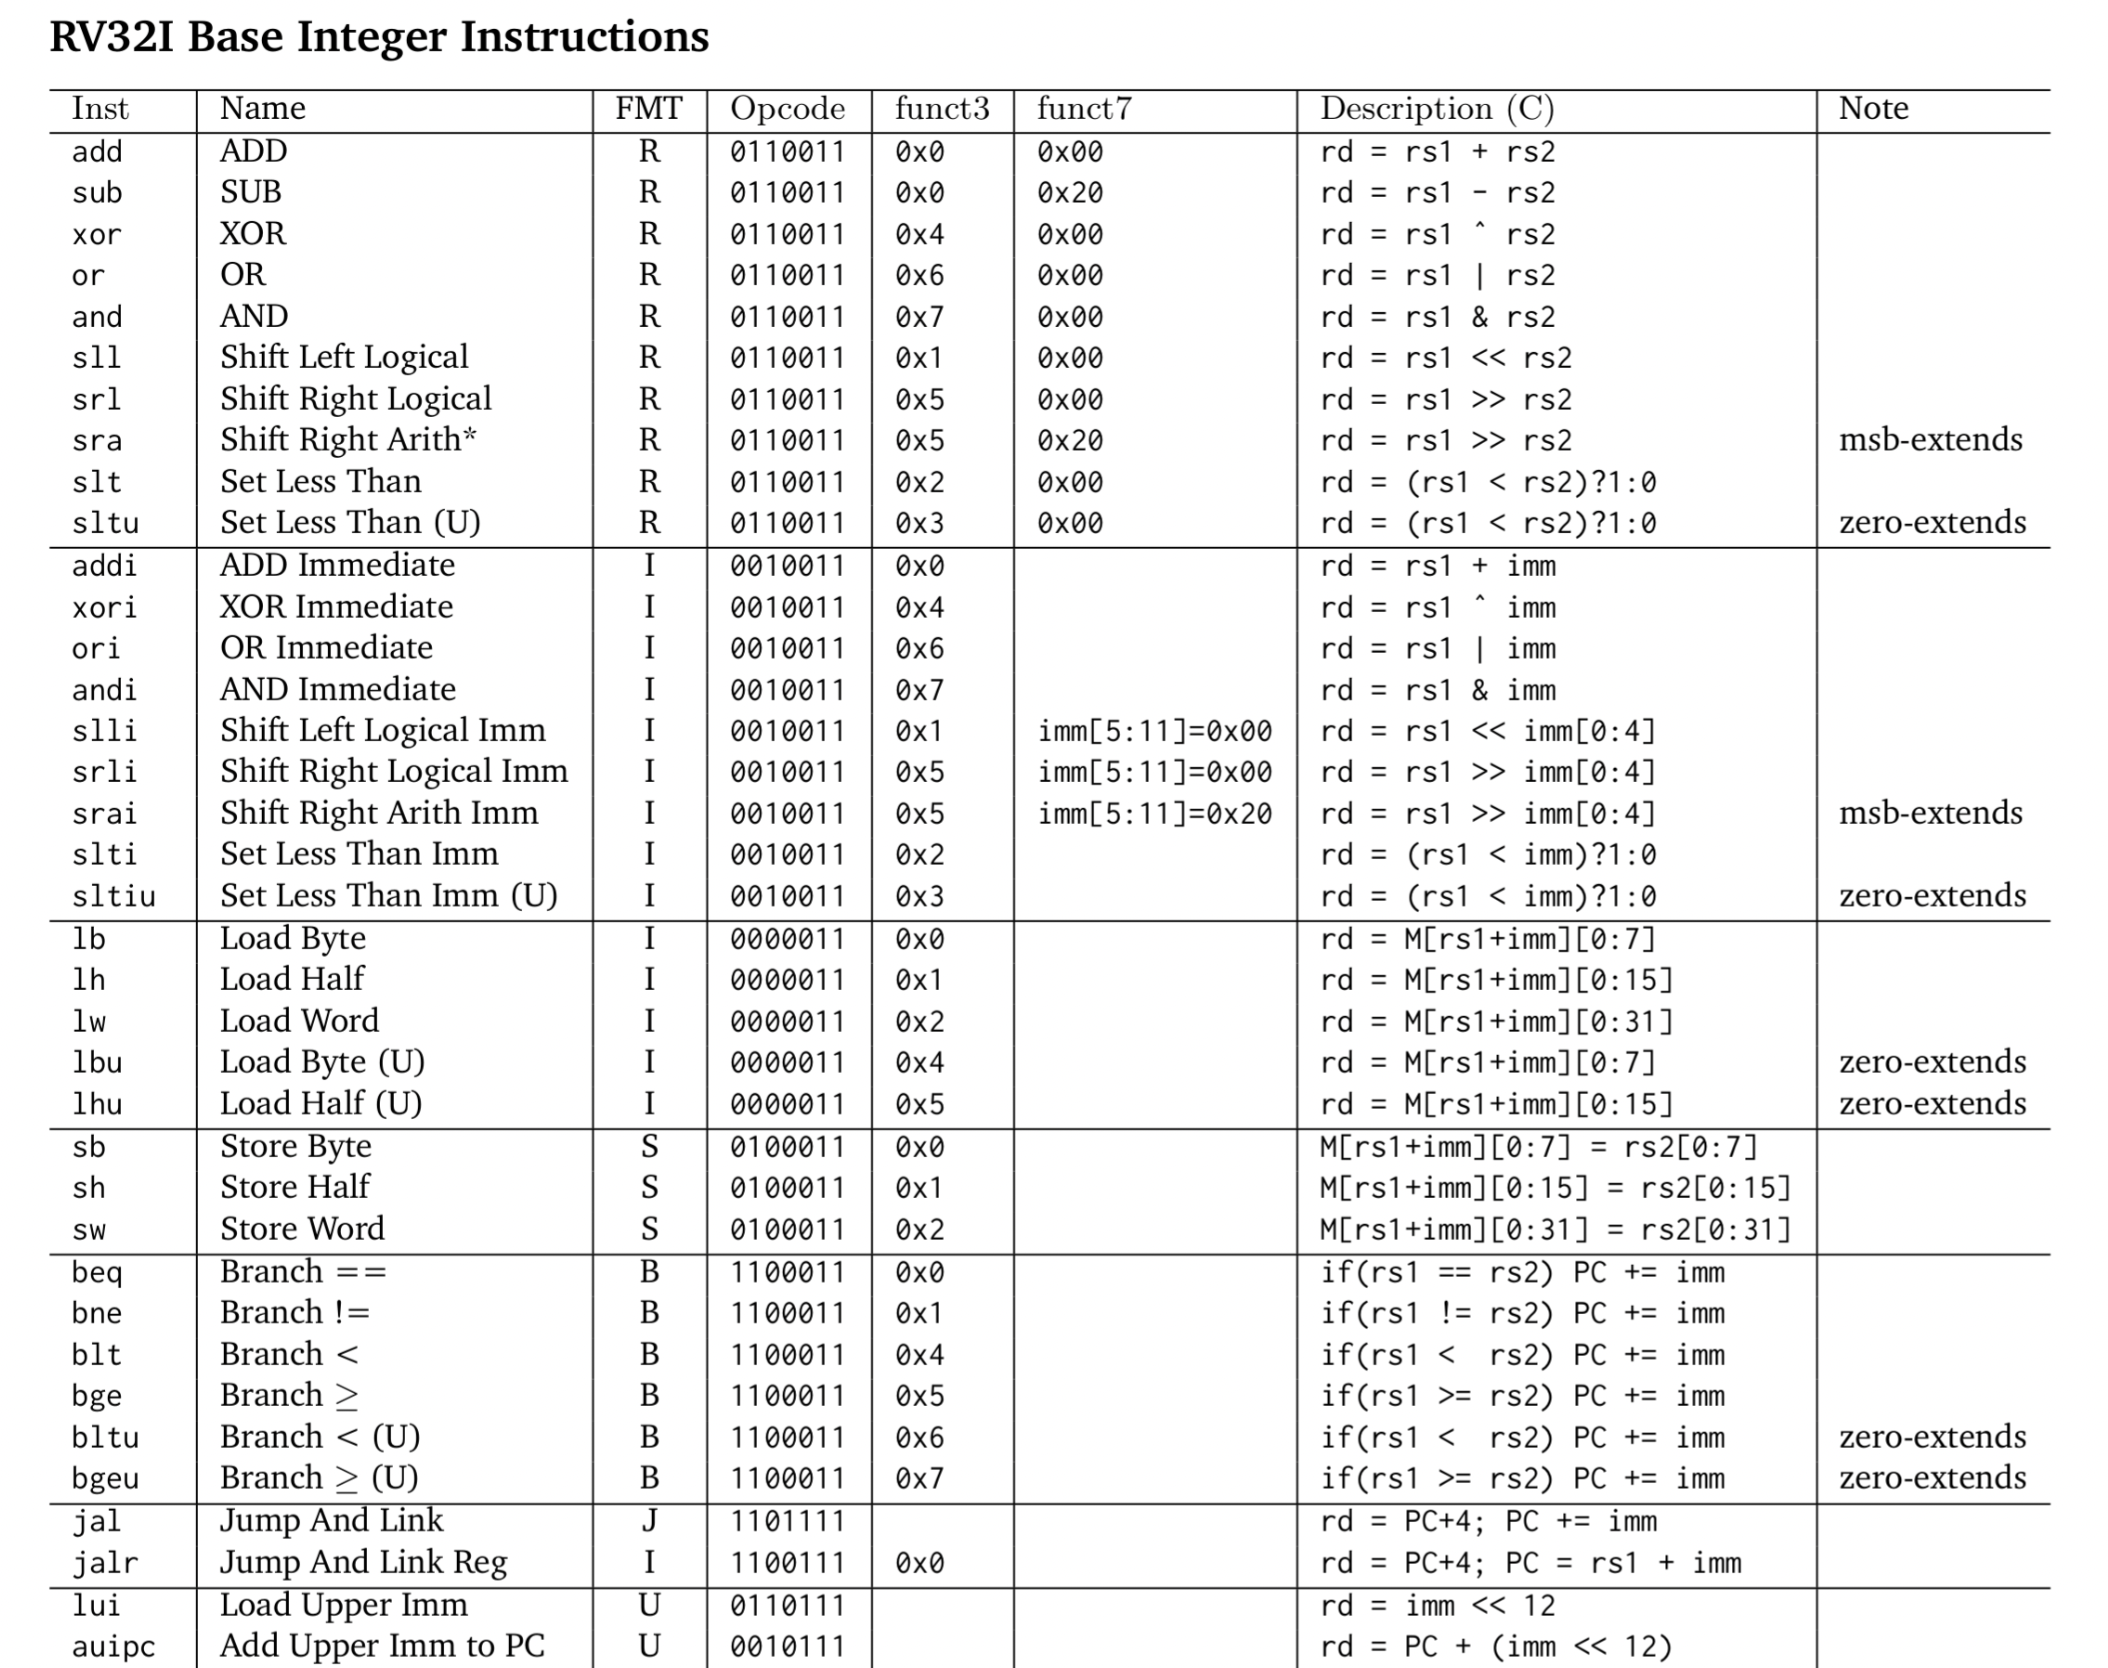 RV32I Base Integer Instructions
Inst Name FMT Opcode funct3 funct7 Description (C) Note
add ADD R 0110011 0x0 0x00 rd = rs1 + rs2
sub SUB R 0110011 0x0 0x20 rd = rs1 - rs2
xor XOR R 0110011 0x4 0x00 rd = rs1 ˆ rs2
or OR R 0110011 0x6 0x00 rd = rs1 | rs2
and AND R 0110011 0x7 0x00 rd = rs1 & rs2
sll Shift Left Logical R 0110011 0x1 0x00 rd = rs1 << rs2
srl Shift Right Logical R 0110011 0x5 0x00 rd = rs1 >> rs2
sra Shift Right Arith* R 0110011 0x5 0x20 rd = rs1 >> rs2 msb-extends
slt Set Less Than R 0110011 0x2 0x00 rd = (rs1 < rs2)?1:0
sltu Set Less Than (U) R 0110011 0x3 0x00 rd = (rs1 < rs2)?1:0 zero-extends
addi ADD Immediate I 0010011 0x0 rd = rs1 + imm
xori XOR Immediate I 0010011 0x4 rd = rs1 ˆ imm
ori OR Immediate I 0010011 0x6 rd = rs1 | imm
andi AND Immediate I 0010011 0x7 rd = rs1 & imm
slli Shift Left Logical Imm I 0010011 0x1 imm[5:11]=0x00 rd = rs1 << imm[0:4]
srli Shift Right Logical Imm I 0010011 0x5 imm[5:11]=0x00 rd = rs1 >> imm[0:4]
srai Shift Right Arith Imm I 0010011 0x5 imm[5:11]=0x20 rd = rs1 >> imm[0:4] msb-extends
slti Set Less Than Imm I 0010011 0x2 rd = (rs1 < imm)?1:0
sltiu Set Less Than Imm (U) I 0010011 0x3 rd = (rs1 < imm)?1:0 zero-extends
lb Load Byte I 0000011 0x0 rd = M[rs1+imm][0:7]
lh Load Half I 0000011 0x1 rd = M[rs1+imm][0:15]
lw Load Word I 0000011 0x2 rd = M[rs1+imm][0:31]
lbu Load Byte (U) I 0000011 0x4 rd = M[rs1+imm][0:7] zero-extends
lhu Load Half (U) I 0000011 0x5 rd = M[rs1+imm][0:15] zero-extends
sb Store Byte S 0100011 0x0 M[rs1+imm][0:7] = rs2[0:7]
sh Store Half S 0100011 0x1 M[rs1+imm][0:15] = rs2[0:15]
sw Store Word S 0100011 0x2 M[rs1+imm][0:31] = rs2[0:31]
beq Branch == B 1100011 0x0 if(rs1 == rs2) PC += imm
bne Branch != B 1100011 0x1 if(rs1 != rs2) PC += imm
blt Branch < B 1100011 0x4 if(rs1 < rs2) PC += imm
bge Branch ≥ B 1100011 0x5 if(rs1 >= rs2) PC += imm
bltu Branch < (U) B 1100011 0x6 if(rs1 < rs2) PC += imm zero-extends
bgeu Branch ≥ (U) B 1100011 0x7 if(rs1 >= rs2) PC += imm zero-extends
jal Jump And Link J 1101111 rd = PC+4; PC += imm
jalr Jump And Link Reg I 1100111 0x0 rd = PC+4; PC = rs1 + imm
lui Load Upper Imm U 0110111 rd = imm << 12
auipc Add Upper Imm to PC U 0010111 rd = PC + (imm << 12)